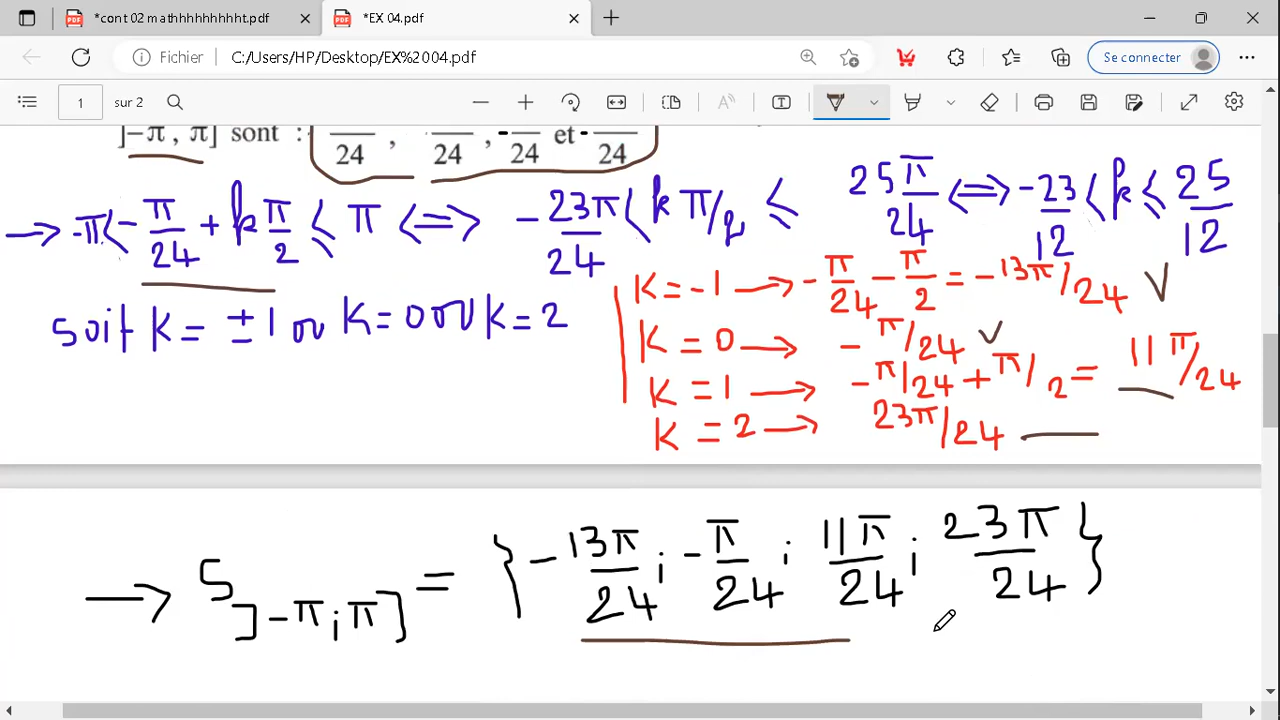 *cont 02 mathhhhhhhhht.pdf
*EX 04.pdf
Fichier
C:/Users/HP/Desktop/EX%2004.pdf
Se connecter
1 sur 2
]−π , π] sont : 24 , 24 , -24 et -24
→ -π < -π/24 + kπ/2 ≤ π ⟺ -23π/24 < kπ/2 ≤ 25π/24 ⟺ -23/12 < k ≤ 25/12
soit K = ±1 ou K = 0 ou K = 2
K = -1 → -π/24 - π/2 = -13π/24 ✓
K = 0 → -π/24 ✓
K = 1 → -π/24 + π/2 = 11π/24
K = 2 → 23π/24
→ S]-π;π] = {-13π/24 ; -π/24 ; 11π/24 ; 23π/24}